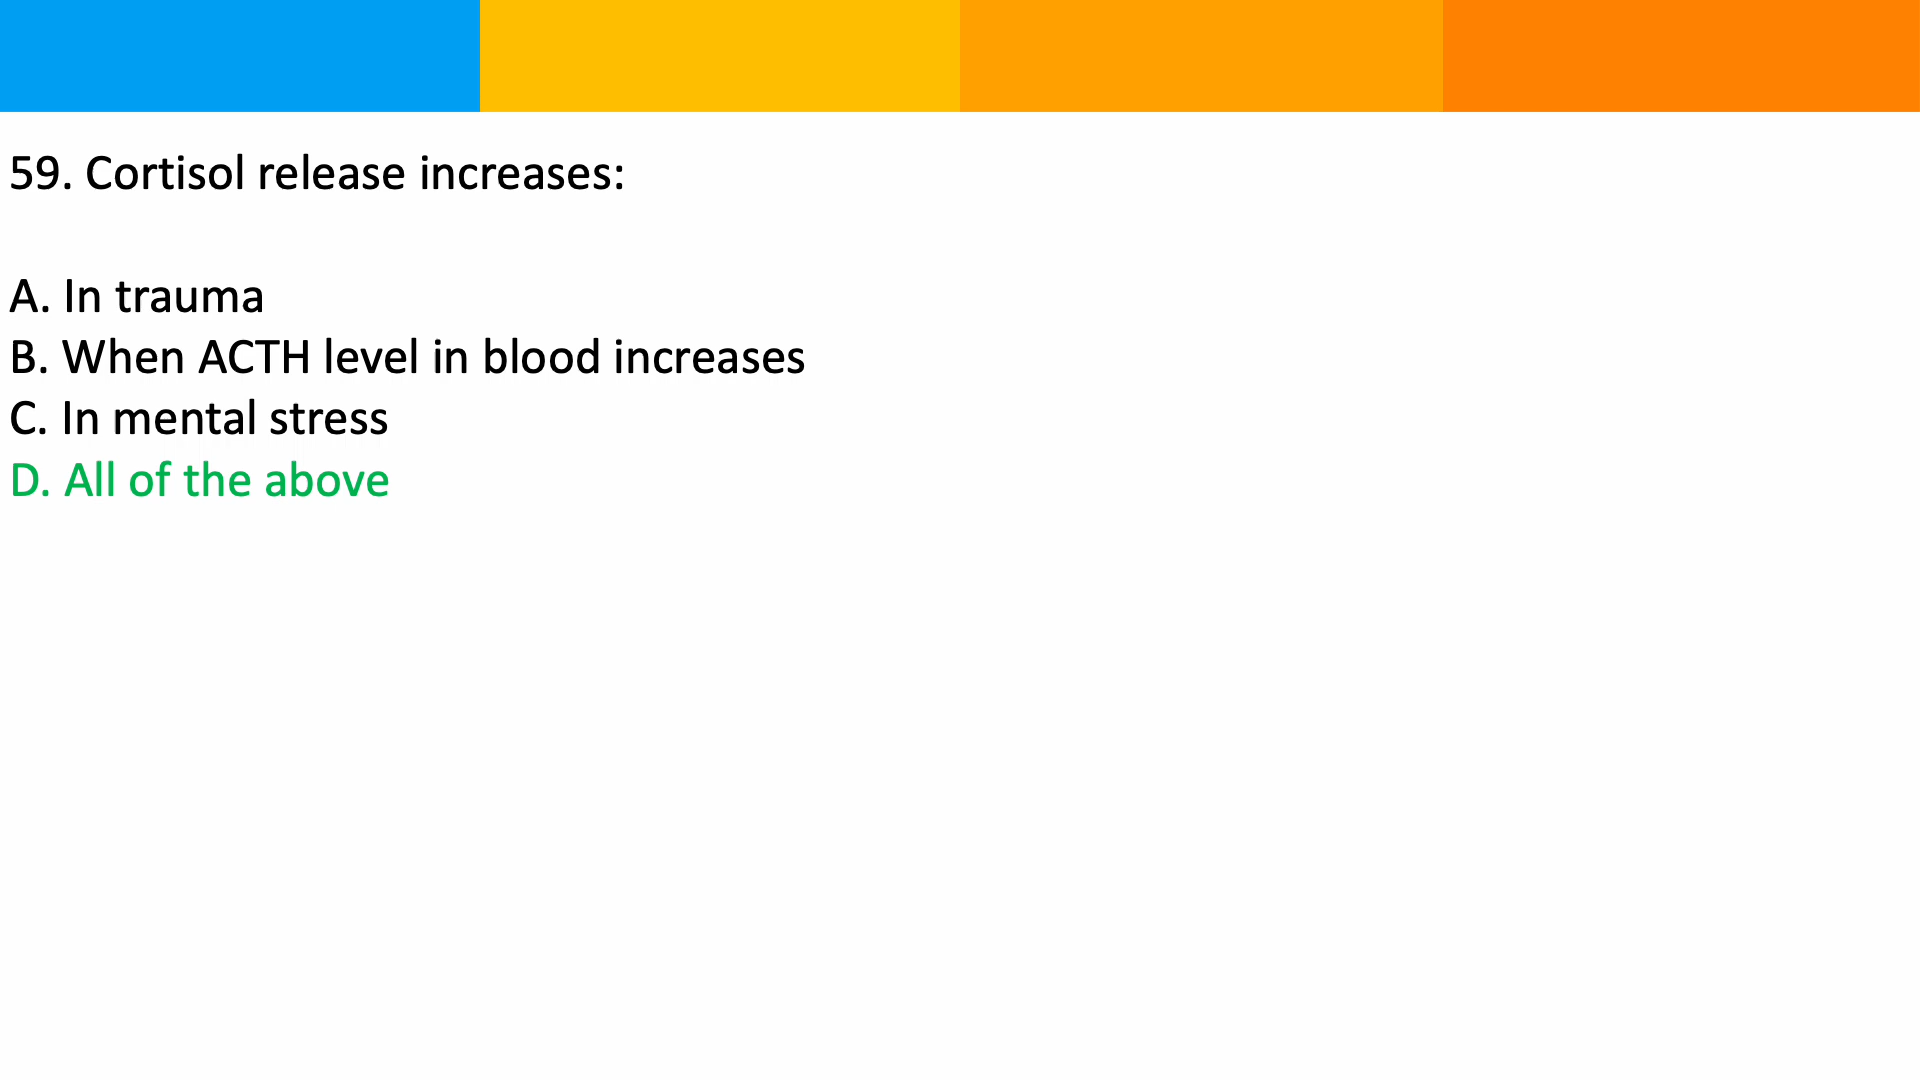 59. Cortisol release increases:
A. In trauma
B. When ACTH level in blood increases
C. In mental stress
D. All of the above